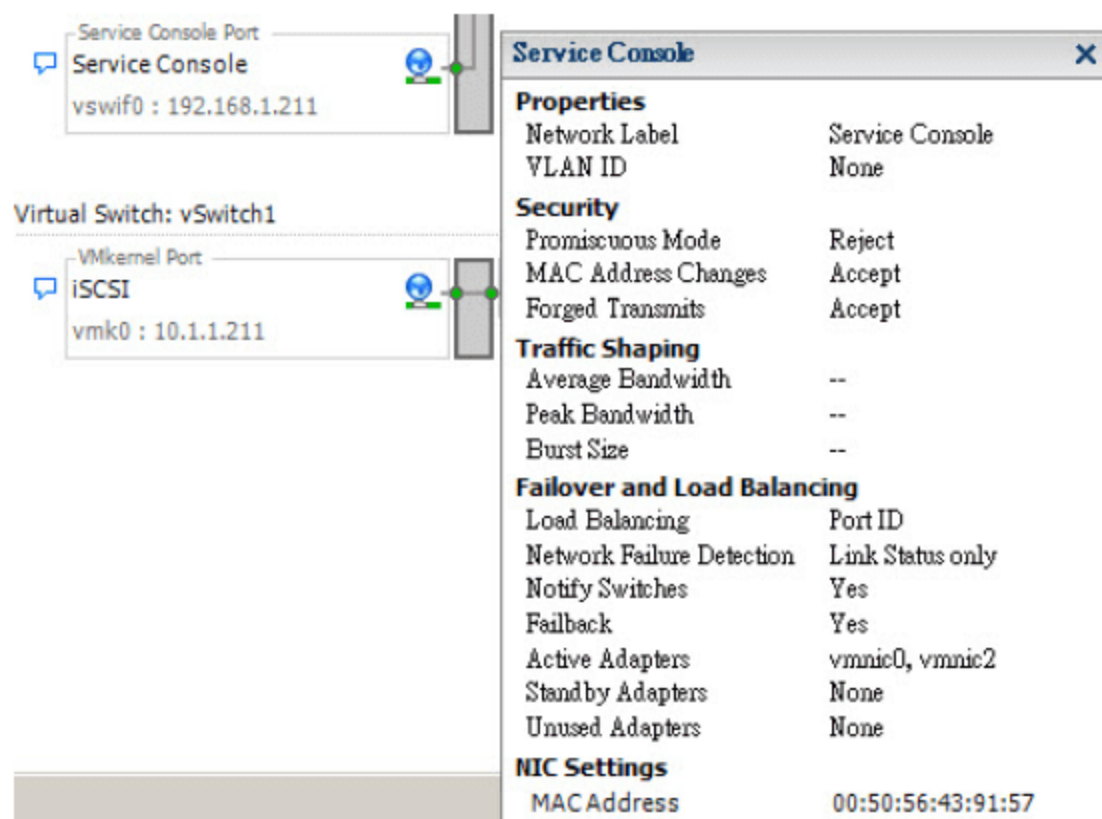 Service Console Port
Service Console
vswif0 : 192.168.1.211
Virtual Switch: vSwitch1
VMkernel Port
iSCSI
vmk0 : 10.1.1.211
Service Console
Properties
Network Label Service Console
VLAN ID None
Security
Promiscuous Mode Reject
MAC Address Changes Accept
Forged Transmits Accept
Traffic Shaping
Average Bandwidth --
Peak Bandwidth --
Burst Size --
Failover and Load Balancing
Load Balancing Port ID
Network Failure Detection Link Status only
Notify Switches Yes
Failback Yes
Active Adapters vmnic0, vmnic2
Standby Adapters None
Unused Adapters None
NIC Settings
MAC Address 00:50:56:43:91:57